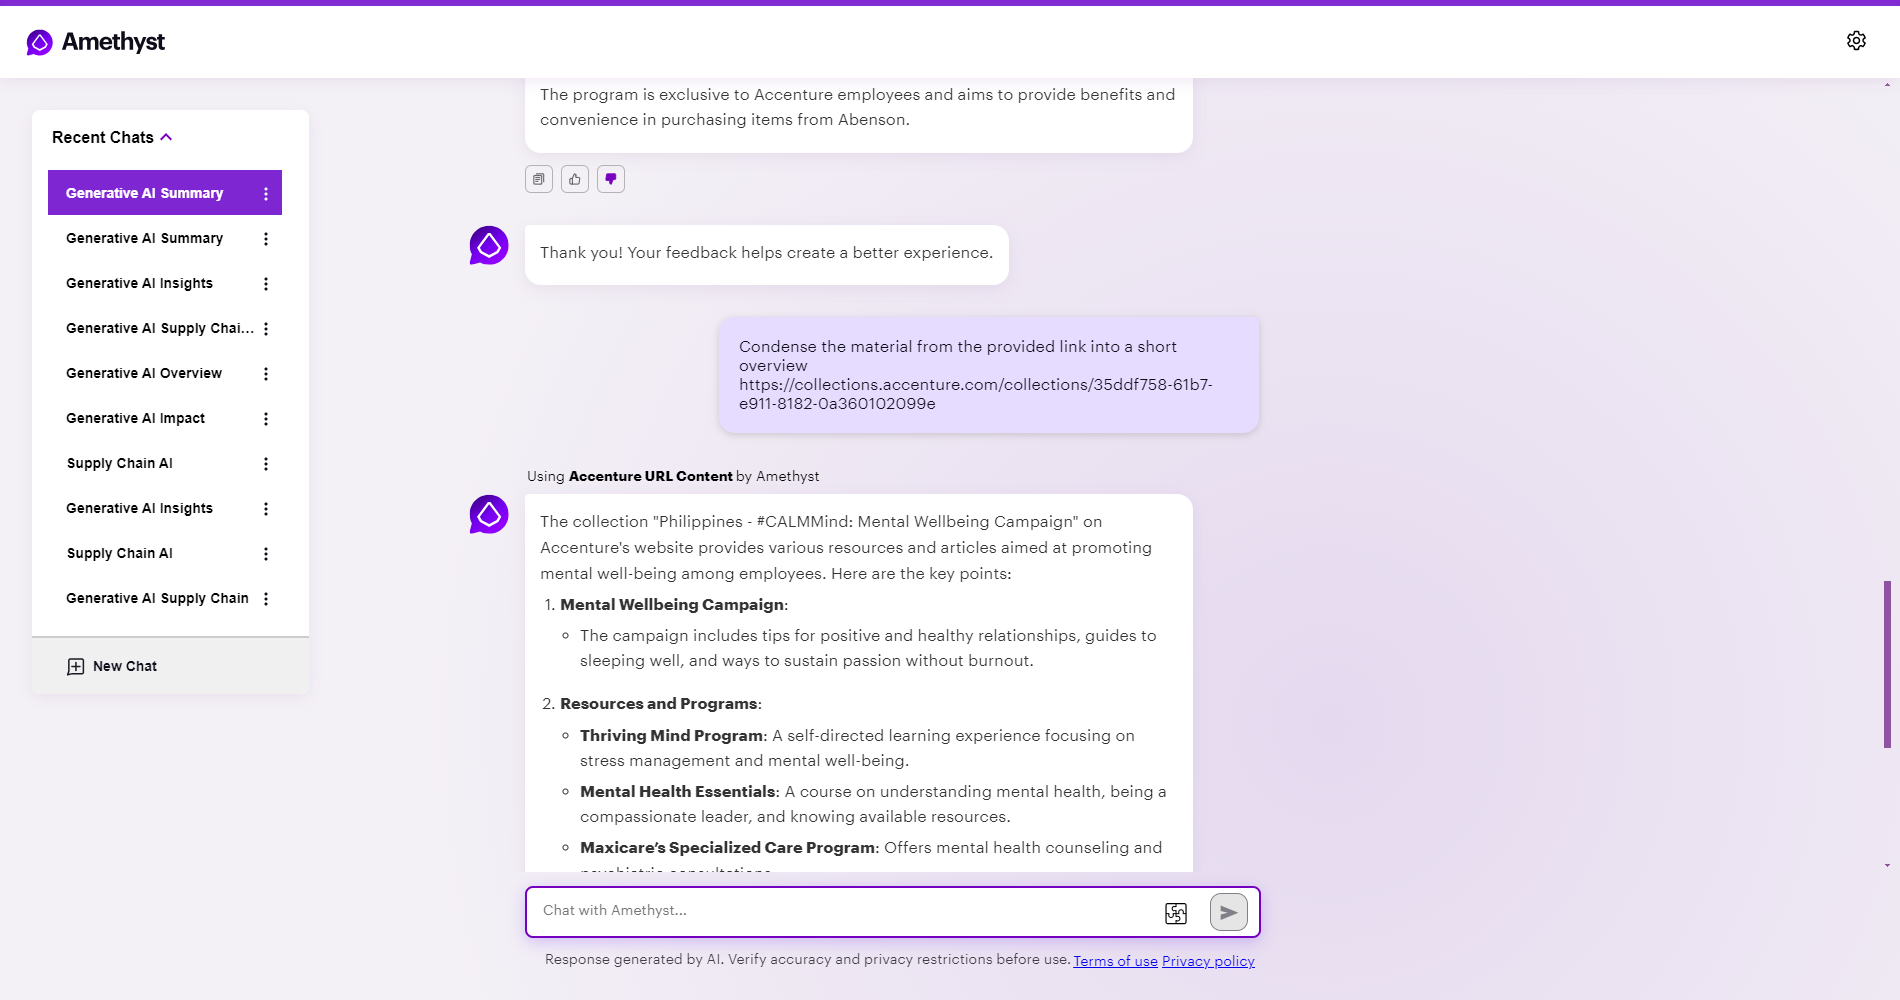 Amethyst
Recent Chats
Generative AI Summary
Generative AI Summary
Generative AI Insights
Generative AI Supply Chai...
Generative AI Overview
Generative AI Impact
Supply Chain AI
Generative AI Insights
Supply Chain AI
Generative AI Supply Chain
New Chat
The program is exclusive to Accenture employees and aims to provide benefits and
convenience in purchasing items from Abenson.
Thank you! Your feedback helps create a better experience.
Condense the material from the provided link into a short
overview
https://collections.accenture.com/collections/35ddf758-61b7-
e911-8182-0a360102099e
Using Accenture URL Content by Amethyst
The collection "Philippines - #CALMMind: Mental Wellbeing Campaign" on
Accenture's website provides various resources and articles aimed at promoting
mental well-being among employees. Here are the key points:
1. Mental Wellbeing Campaign:
◦ The campaign includes tips for positive and healthy relationships, guides to
sleeping well, and ways to sustain passion without burnout.
2. Resources and Programs:
◦ Thriving Mind Program: A self-directed learning experience focusing on
stress management and mental well-being.
◦ Mental Health Essentials: A course on understanding mental health, being a
compassionate leader, and knowing available resources.
◦ Maxicare’s Specialized Care Program: Offers mental health counseling and
psychiatric consultations.
Chat with Amethyst...
Response generated by AI. Verify accuracy and privacy restrictions before use. Terms of use Privacy policy